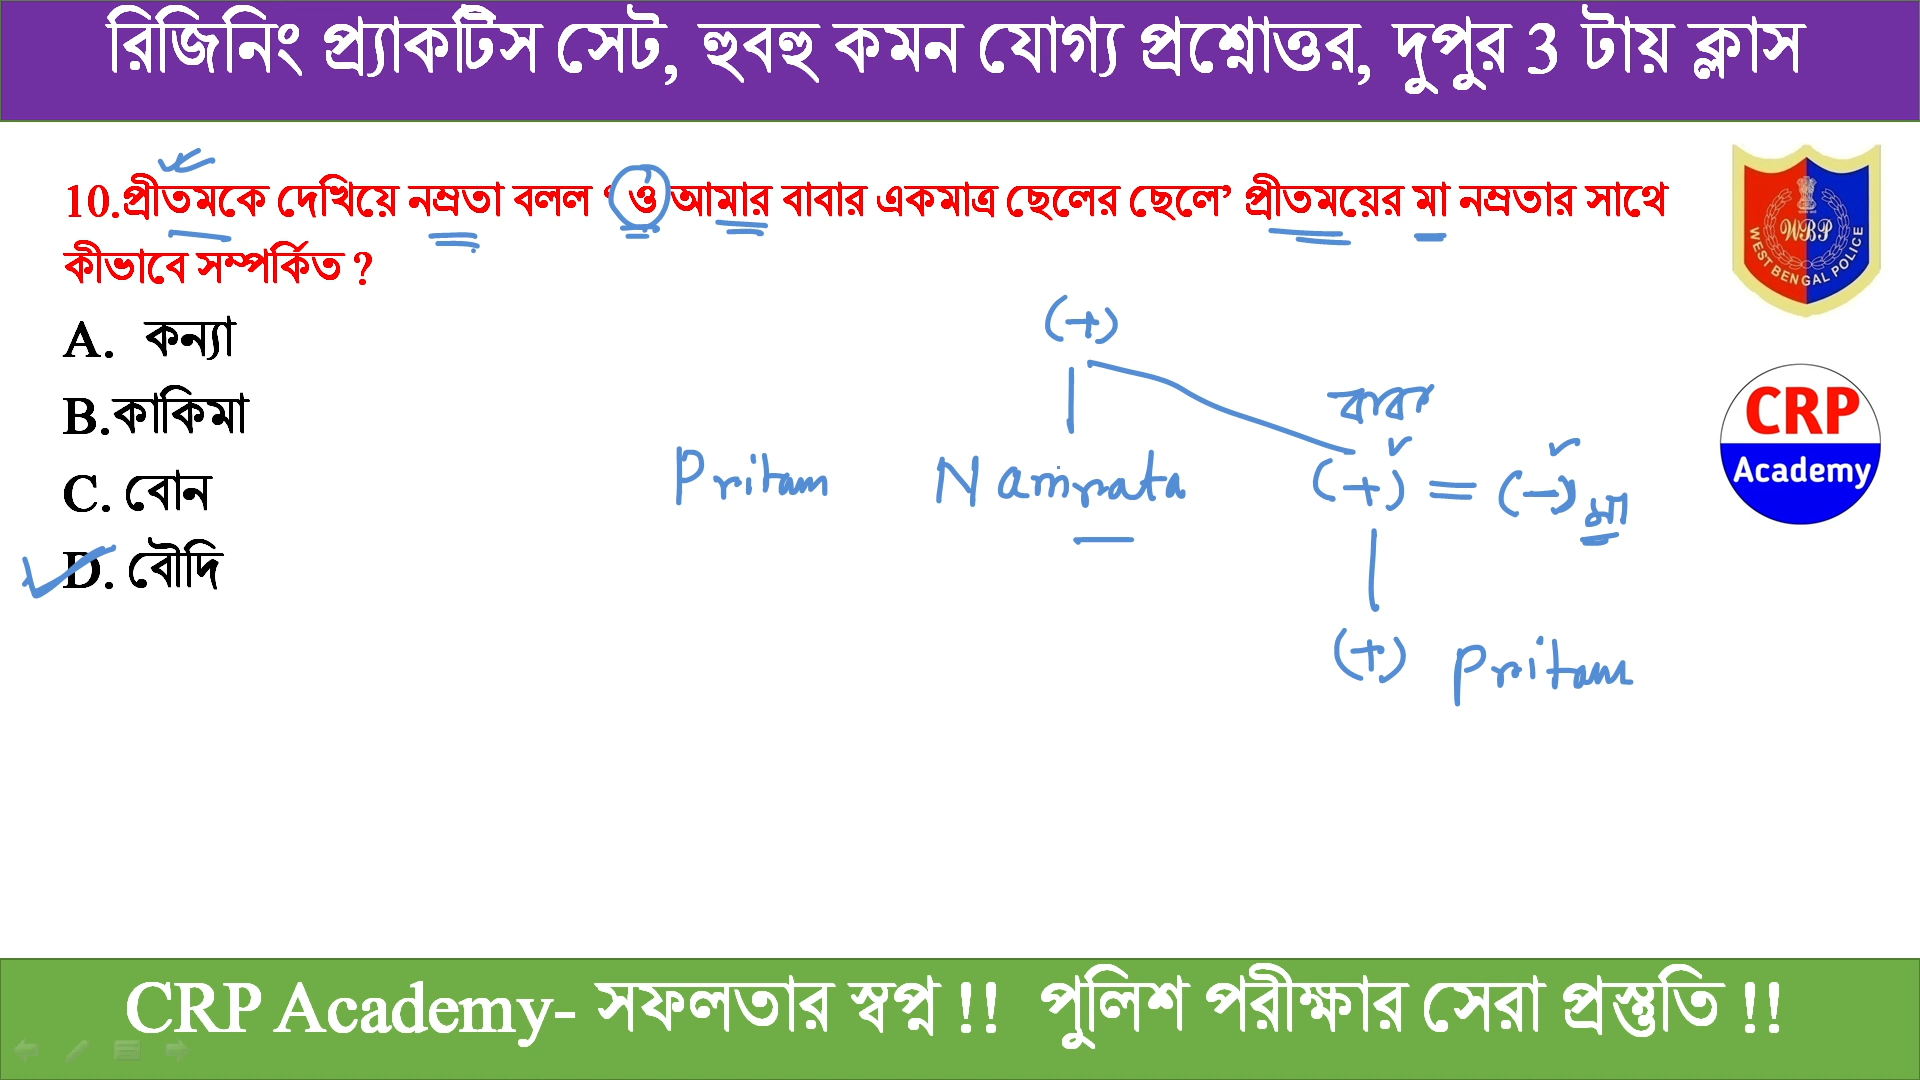 রিজিনিং প্র্যাকটিস সেট, হুবহু কমন যোগ্য প্রশ্নোত্তর, দুপুর 3 টায় ক্লাস
10.প্রীতমকে দেখিয়ে নম্রতা বলল ‘ ও আমার বাবার একমাত্র ছেলের ছেলে’ প্রীতময়ের মা নম্রতার সাথে
কীভাবে সম্পর্কিত ?
A. কন্যা
B.কাকিমা
C. বোন
D. বৌদি
(+)
বাবা
Pritam Namrata (+) = (-) মা
(+) Pritam
WBP
WEST BENGAL POLICE
CRP
Academy
CRP Academy- সফলতার স্বপ্ন !! পুলিশ পরীক্ষার সেরা প্রস্তুতি !!